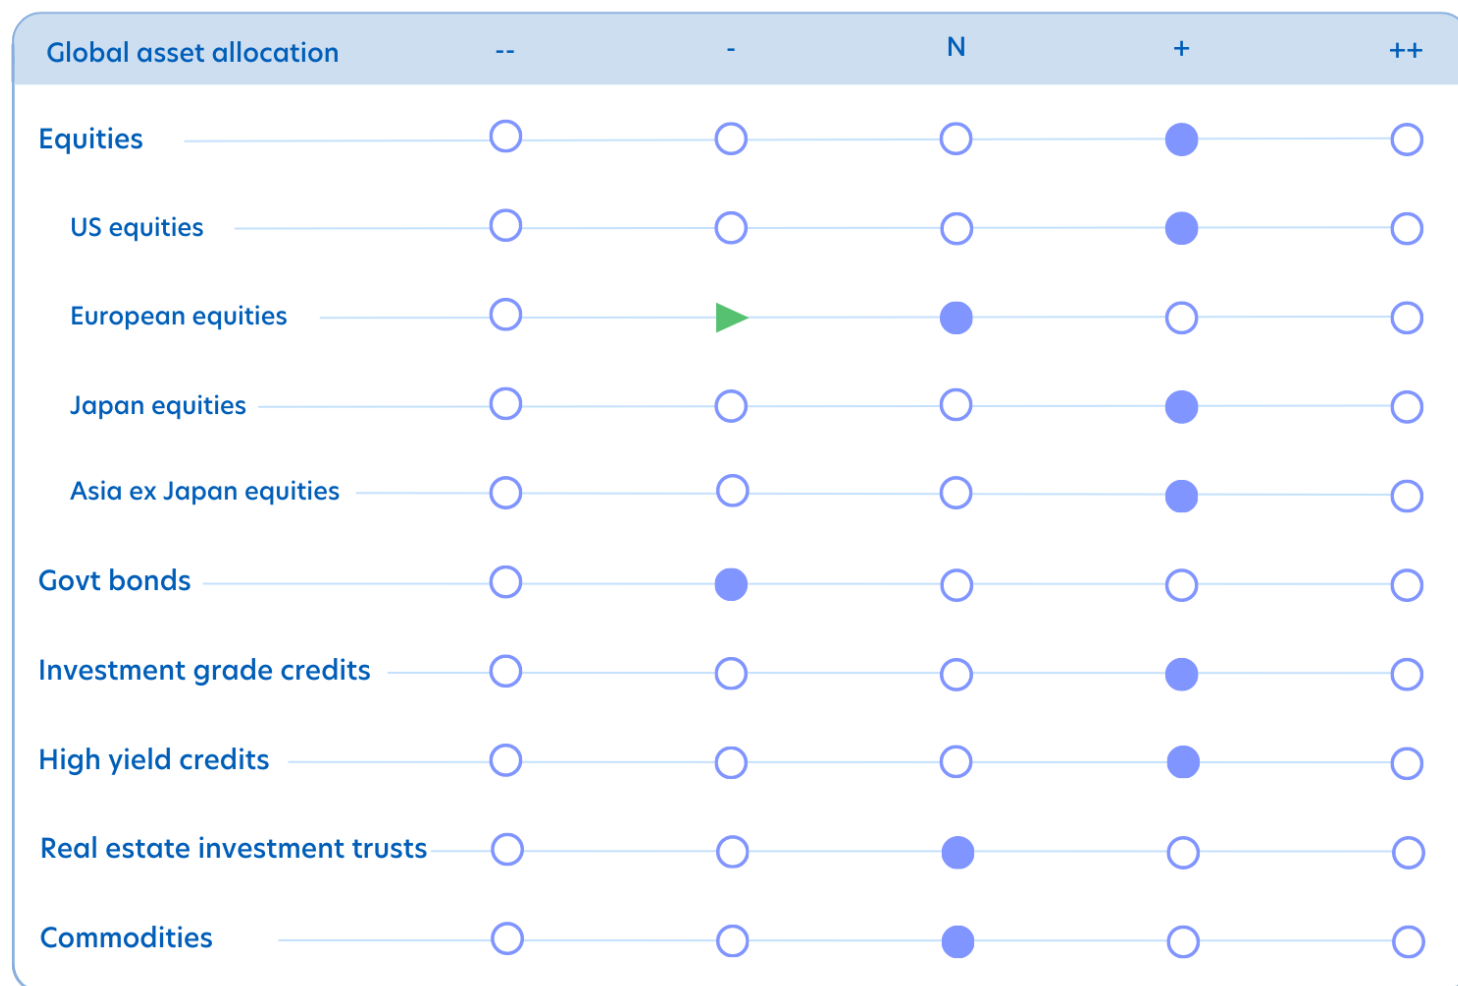 Global asset allocation -- - N + ++
Equities
US equities
European equities
Japan equities
Asia ex Japan equities
Govt bonds
Investment grade credits
High yield credits
Real estate investment trusts
Commodities